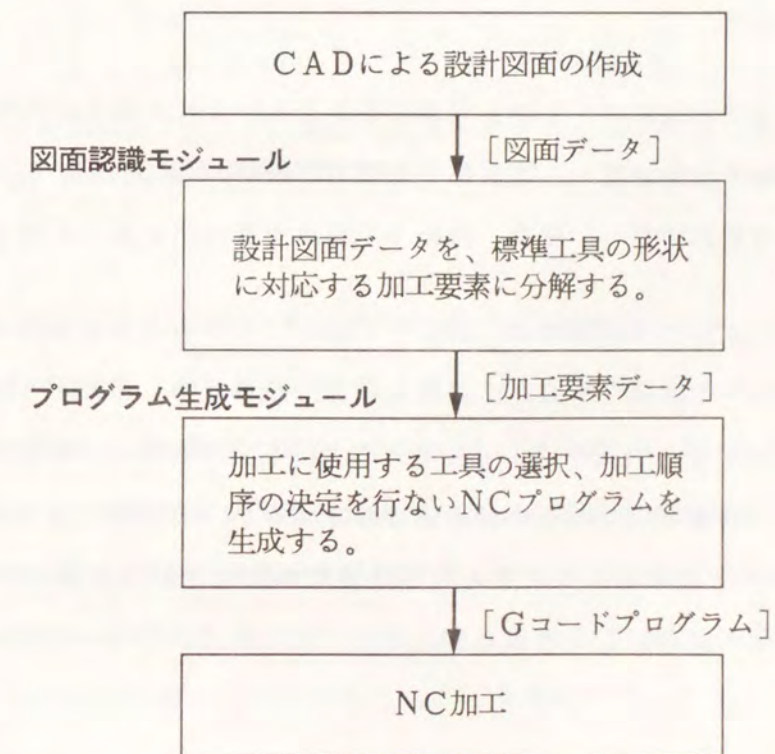 CADによる設計図面の作成
[図面データ]
図面認識モジュール
設計図面データを、標準工具の形状
に対応する加工要素に分解する。
[加工要素データ]
プログラム生成モジュール
加工に使用する工具の選択、加工順
序の決定を行ないNCプログラムを
生成する。
[Gコードプログラム]
NC加工